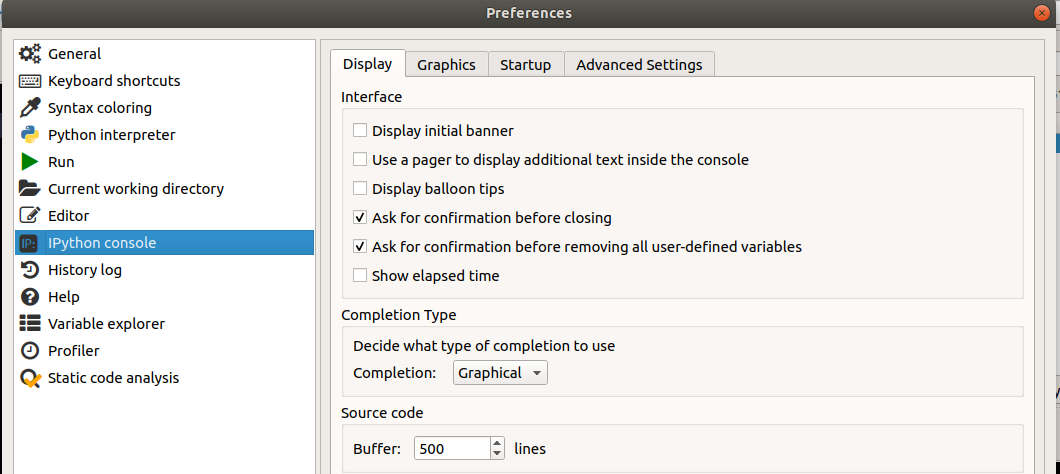 Preferences
General
Keyboard shortcuts
Syntax coloring
Python interpreter
Run
Current working directory
Editor
IP: IPython console
History log
Help
Variable explorer
Profiler
Static code analysis
Display Graphics Startup Advanced Settings
Interface
Display initial banner
Use a pager to display additional text inside the console
Display balloon tips
Ask for confirmation before closing
Ask for confirmation before removing all user-defined variables
Show elapsed time
Completion Type
Decide what type of completion to use
Completion: Graphical
Source code
Buffer: 500 lines